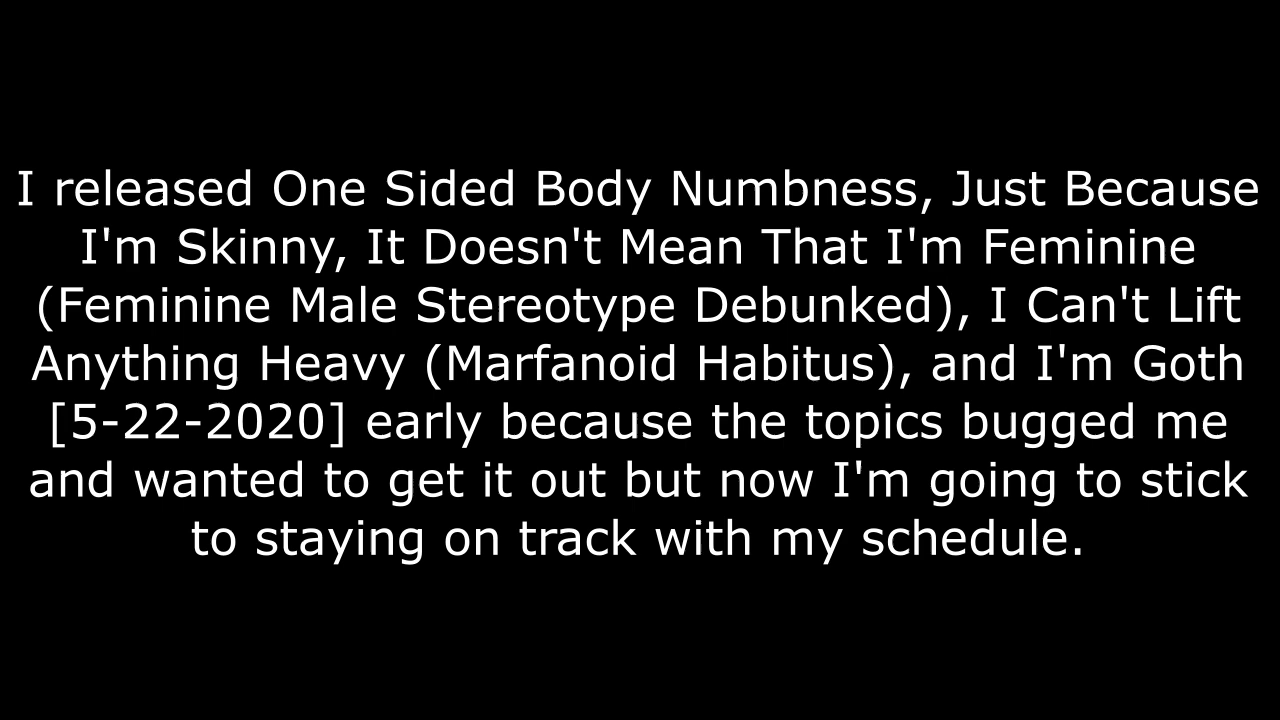 I released One Sided Body Numbness, Just Because
I'm Skinny, It Doesn't Mean That I'm Feminine
(Feminine Male Stereotype Debunked), I Can't Lift
Anything Heavy (Marfanoid Habitus), and I'm Goth
[5-22-2020] early because the topics bugged me
and wanted to get it out but now I'm going to stick
to staying on track with my schedule.